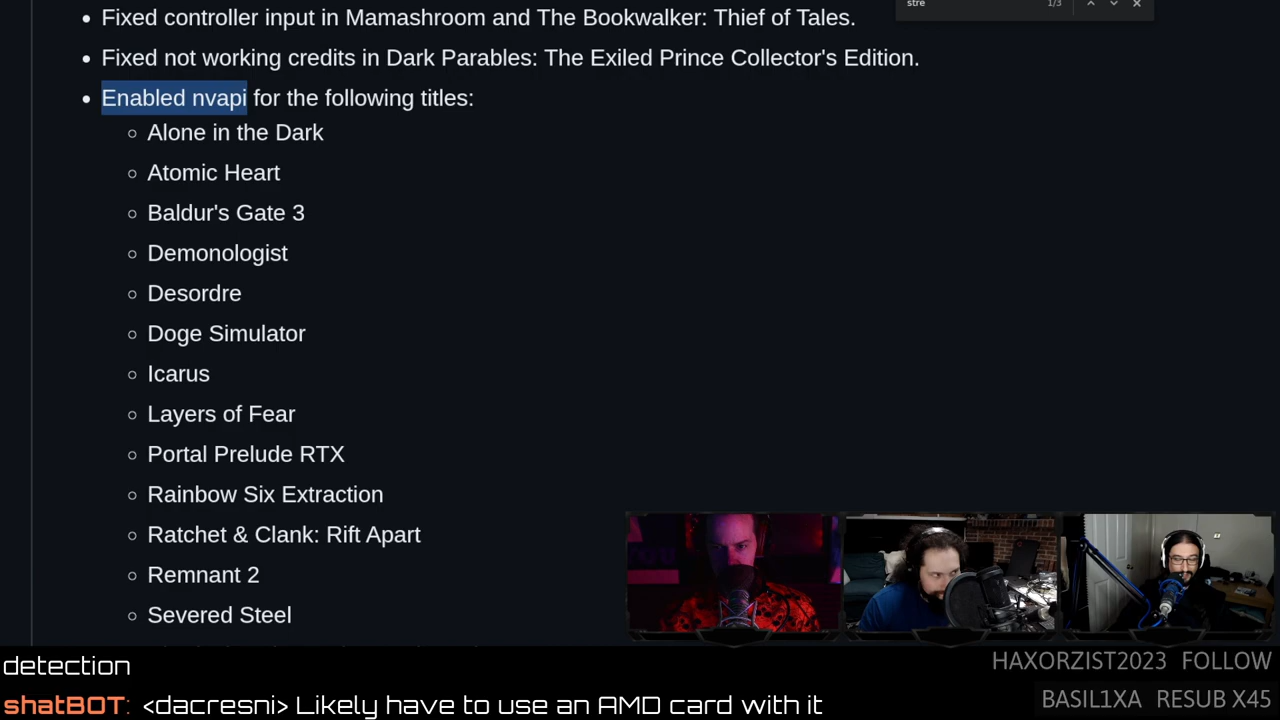 stre 1/3
Fixed controller input in Mamashroom and The Bookwalker: Thief of Tales.
Fixed not working credits in Dark Parables: The Exiled Prince Collector's Edition.
Enabled nvapi for the following titles:
Alone in the Dark
Atomic Heart
Baldur's Gate 3
Demonologist
Desordre
Doge Simulator
Icarus
Layers of Fear
Portal Prelude RTX
Rainbow Six Extraction
Ratchet & Clank: Rift Apart
Remnant 2
Severed Steel
detection
shatBOT: <dacresni> Likely have to use an AMD card with it
HAXORZIST2023 FOLLOW
BASIL1XA RESUB X45